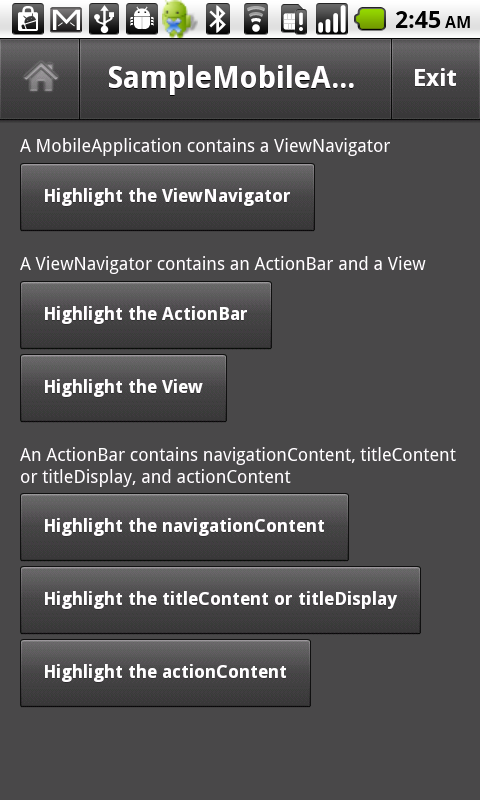 2:45 AM
SampleMobileA...
Exit
A MobileApplication contains a ViewNavigator
Highlight the ViewNavigator
A ViewNavigator contains an ActionBar and a View
Highlight the ActionBar
Highlight the View
An ActionBar contains navigationContent, titleContent
or titleDisplay, and actionContent
Highlight the navigationContent
Highlight the titleContent or titleDisplay
Highlight the actionContent